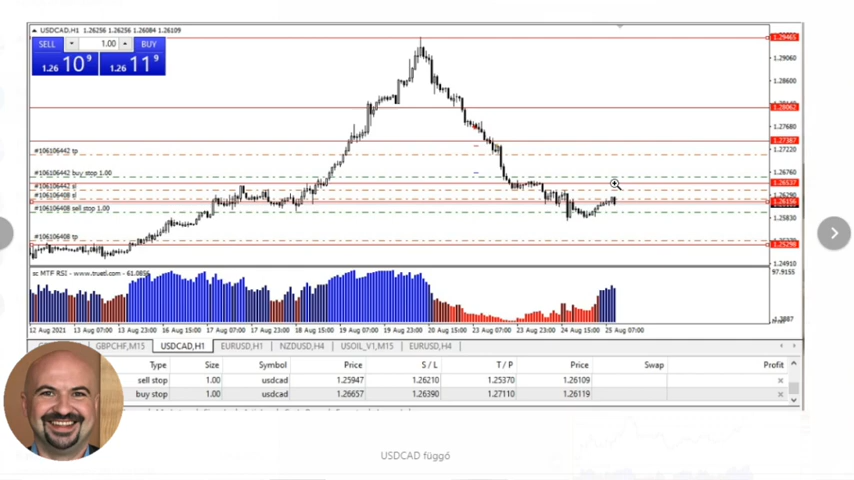 USDCAD,H1 1.26256 1.26256 1.26084 1.26109
SELL 1.00 BUY
1.26 10 9 1.26 11 9
1.29465
1.29060
1.28600
1.28062
1.27680
1.27387
1.27220
1.26760
1.26537
1.26290
1.26156
1.25830
1.25298
1.24910
#106106442 tp
#106106442 buy stop 1.00
#106106442 sl
#106106408 sl
#106106408 sell stop 1.00
#106106408 tp
sc MTF RSI - www.truetl.com - 61.0855
97.9155
12 Aug 2021 13 Aug 07:00 13 Aug 23:00 16 Aug 15:00 17 Aug 07:00 17 Aug 23:00 18 Aug 15:00 19 Aug 07:00 19 Aug 23:00 20 Aug 15:00 23 Aug 07:00 23 Aug 23:00 24 Aug 15:00 25 Aug 07:00
GBPCHF,M15 USDCAD,H1 EURUSD,H1 NZDUSD,H4 USOIL_V1,M15 EURUSD,H4
Type Size Symbol Price S / L T / P Price Swap Profit
sell stop 1.00 usdcad 1.25947 1.26210 1.25370 1.26109
buy stop 1.00 usdcad 1.26657 1.26390 1.27110 1.26119
USDCAD függő